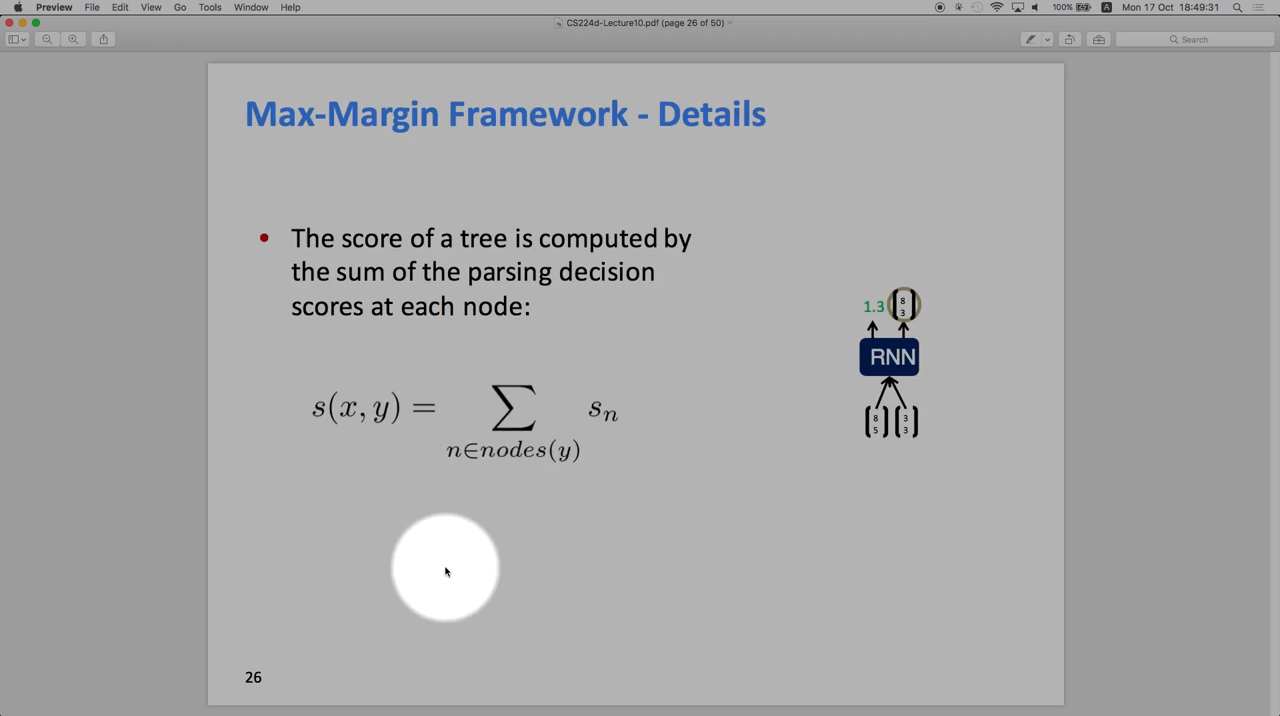 Preview File Edit View Go Tools Window Help 100% A Mon 17 Oct 18:49:31
CS224d-Lecture10.pdf (page 26 of 50)
Search
Max-Margin Framework - Details
• The score of a tree is computed by
the sum of the parsing decision
scores at each node:
1.3 8
3
RNN
s(x, y) = ∑ sₙ
n∈nodes(y)
8 3
5 3
26